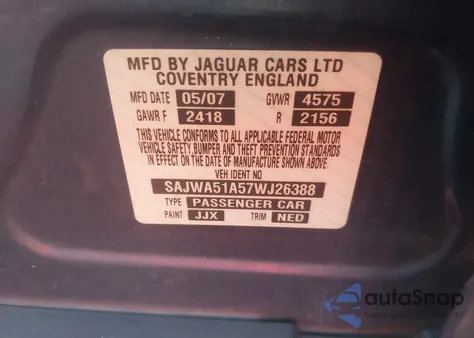 MFD BY JAGUAR CARS LTD
COVENTRY ENGLAND
MFD DATE 05/07 GVWR 4575
GAWR F 2418 R 2156
THIS VEHICLE CONFORMS TO ALL APPLICABLE FEDERAL MOTOR
VEHICLE SAFETY, BUMPER AND THEFT PREVENTION STANDARDS
IN EFFECT ON THE DATE OF MANUFACTURE SHOWN ABOVE.
VEH IDENT NO
SAJWA51A57WJ26388
TYPE PASSENGER CAR
PAINT JJX TRIM NED
autoSnap